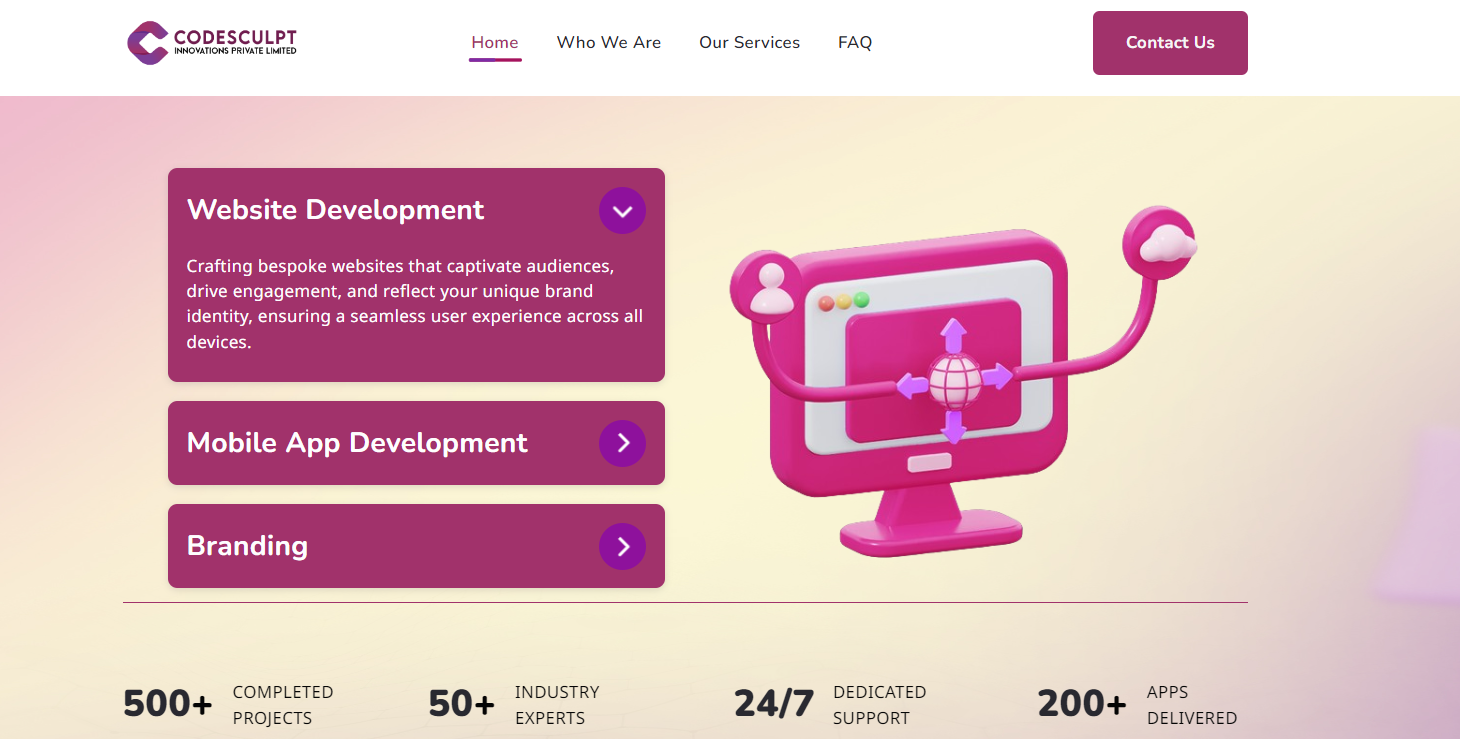 CODESCULPT
INNOVATIONS PRIVATE LIMITED
Home
Who We Are
Our Services
FAQ
Contact Us
Website Development
Crafting bespoke websites that captivate audiences,
drive engagement, and reflect your unique brand
identity, ensuring a seamless user experience across all
devices.
Mobile App Development
Branding
500+
COMPLETED
PROJECTS
50+
INDUSTRY
EXPERTS
24/7
DEDICATED
SUPPORT
200+
APPS
DELIVERED